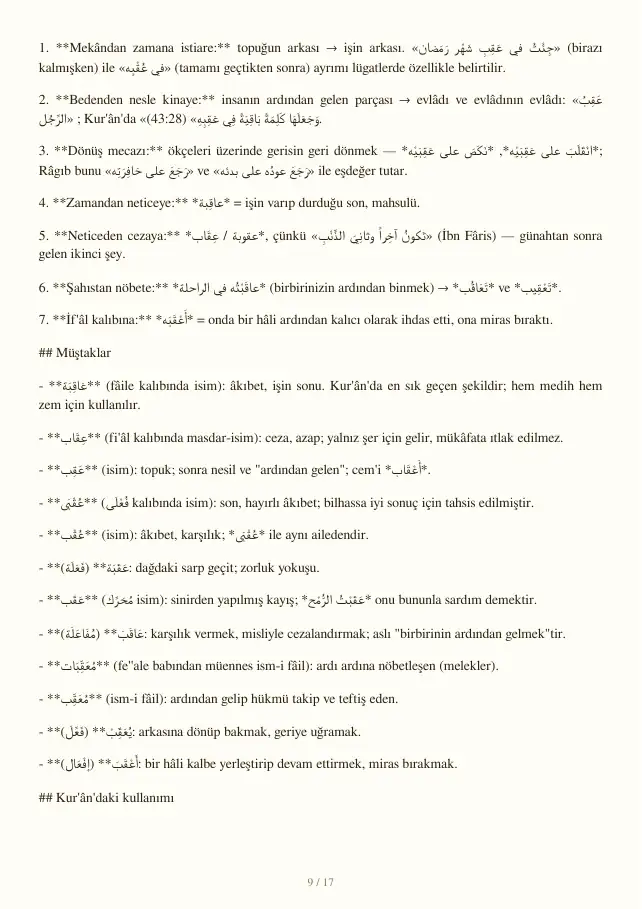 1. **Mekândan zamana istiare:** topuğun arkası → işin arkası. «جِئْتُ في عَقِبِ شَهْر رَمَضان» (birazı
kalmışken) ile «في عُقْبِه» (tamamı geçtikten sonra) ayrımı lügatlerde özellikle belirtilir.
2. **Bedenden nesle kinaye:** insanın ardından gelen parçası → evlâdı ve evlâdının evlâdı: «عَقِبُ
الرّجُل» ; Kur'ân'da «وَجَعَلَهَا كَلِمَةً بَاقِيَةً فِي عَقِبِهِ» (43:28).
3. **Dönüş mecazı:** ökçeleri üzerinde gerisin geri dönmek — *انْقَلَبَ على عَقِبَيْه*, *نَكَصَ على عَقِبَيْه*;
Râgıb bunu «رَجَعَ على حَافِرَتِه» ve «رَجَعَ عودُه على بدئه» ile eşdeğer tutar.
4. **Zamandan neticeye:** *عاقِبة* = işin varıp durduğu son, mahsulü.
5. **Neticeden cezaya:** *عِقَاب / عقوبة*, çünkü «تكونُ آخِراً وثانِيَ الذَّنْبِ» (İbn Fâris) — günahtan sonra
gelen ikinci şey.
6. **Şahıstan nöbete:** *عاقَبْتُه في الراحلة* (birbirinizin ardından binmek) → *تَعَاقُب* ve *تَعْقِيب*.
7. **İf'âl kalıbına:** *أَعْقَبَه* = onda bir hâli ardından kalıcı olarak ihdas etti, ona miras bıraktı.
## Müştaklar
- **عَاقِبَة** (fâile kalıbında isim): âkıbet, işin sonu. Kur'ân'da en sık geçen şekildir; hem medih hem
zem için kullanılır.
- **عِقَاب** (fi'âl kalıbında masdar-isim): ceza, azap; yalnız şer için gelir, mükâfata ıtlak edilmez.
- **عَقِب** (isim): topuk; sonra nesil ve "ardından gelen"; cem'i *أَعْقَاب*.
- **عُقْبَى** (فُعْلَى kalıbında isim): son, hayırlı âkıbet; bilhassa iyi sonuç için tahsis edilmiştir.
- **عُقْب** (isim): âkıbet, karşılık; *عُقْبَى* ile aynı ailedendir.
- **عَقَبَة** (فَعَلَة): dağdaki sarp geçit; zorluk yokuşu.
- **عَقَب** (مُحَرَّك isim): sinirden yapılmış kayış; *عَقَبْتُ الرُّمْح* onu bununla sardım demektir.
- **عَاقَبَ** (مُفَاعَلَة): karşılık vermek, misliyle cezalandırmak; aslı "birbirinin ardından gelmek"tir.
- **مُعَقِّبَات** (fe''ale babından müennes ism-i fâil): ardı ardına nöbetleşen (melekler).
- **مُعَقِّب** (ism-i fâil): ardından gelip hükmü takip ve teftiş eden.
- **يُعَقِّبْ** (فَعَّلَ): arkasına dönüp bakmak, geriye uğramak.
- **أَعْقَبَ** (إفْعَال): bir hâli kalbe yerleştirip devam ettirmek, miras bırakmak.
## Kur'ân'daki kullanımı
9 / 17